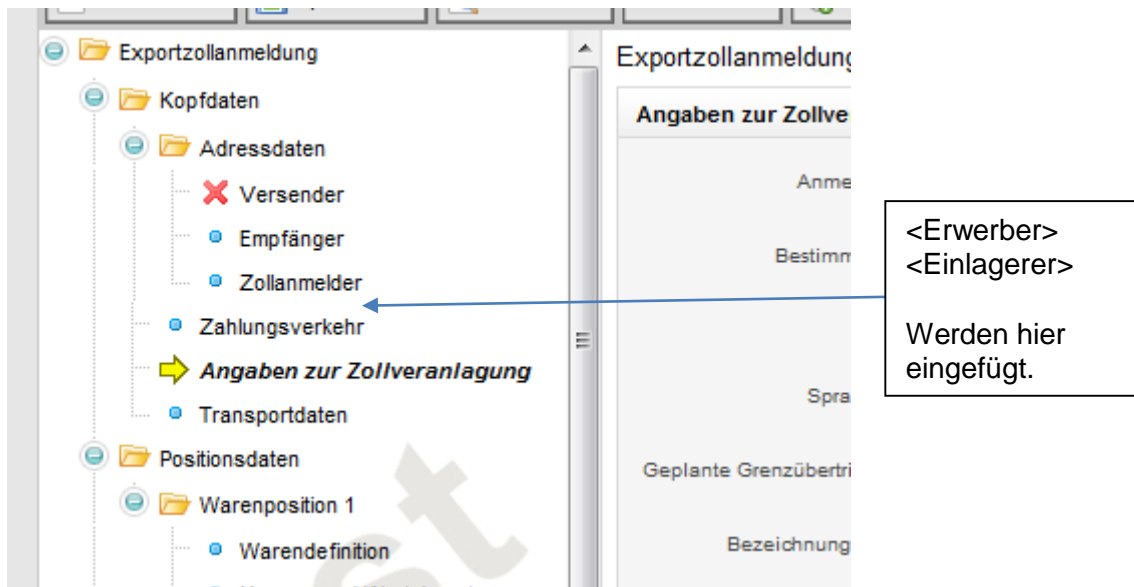 Exportzollanmeldung
Kopfdaten
Adressdaten
Versender
Empfänger
Zollanmelder
Zahlungsverkehr
Angaben zur Zollveranlagung
Transportdaten
Positionsdaten
Warenposition 1
Warendefinition
Exportzollanmeldung
Angaben zur Zollve
Anme
Bestimm
Spra
Geplante Grenzübertri
Bezeichnung
<Erwerber>
<Einlagerer>
Werden hier
eingefügt.
st